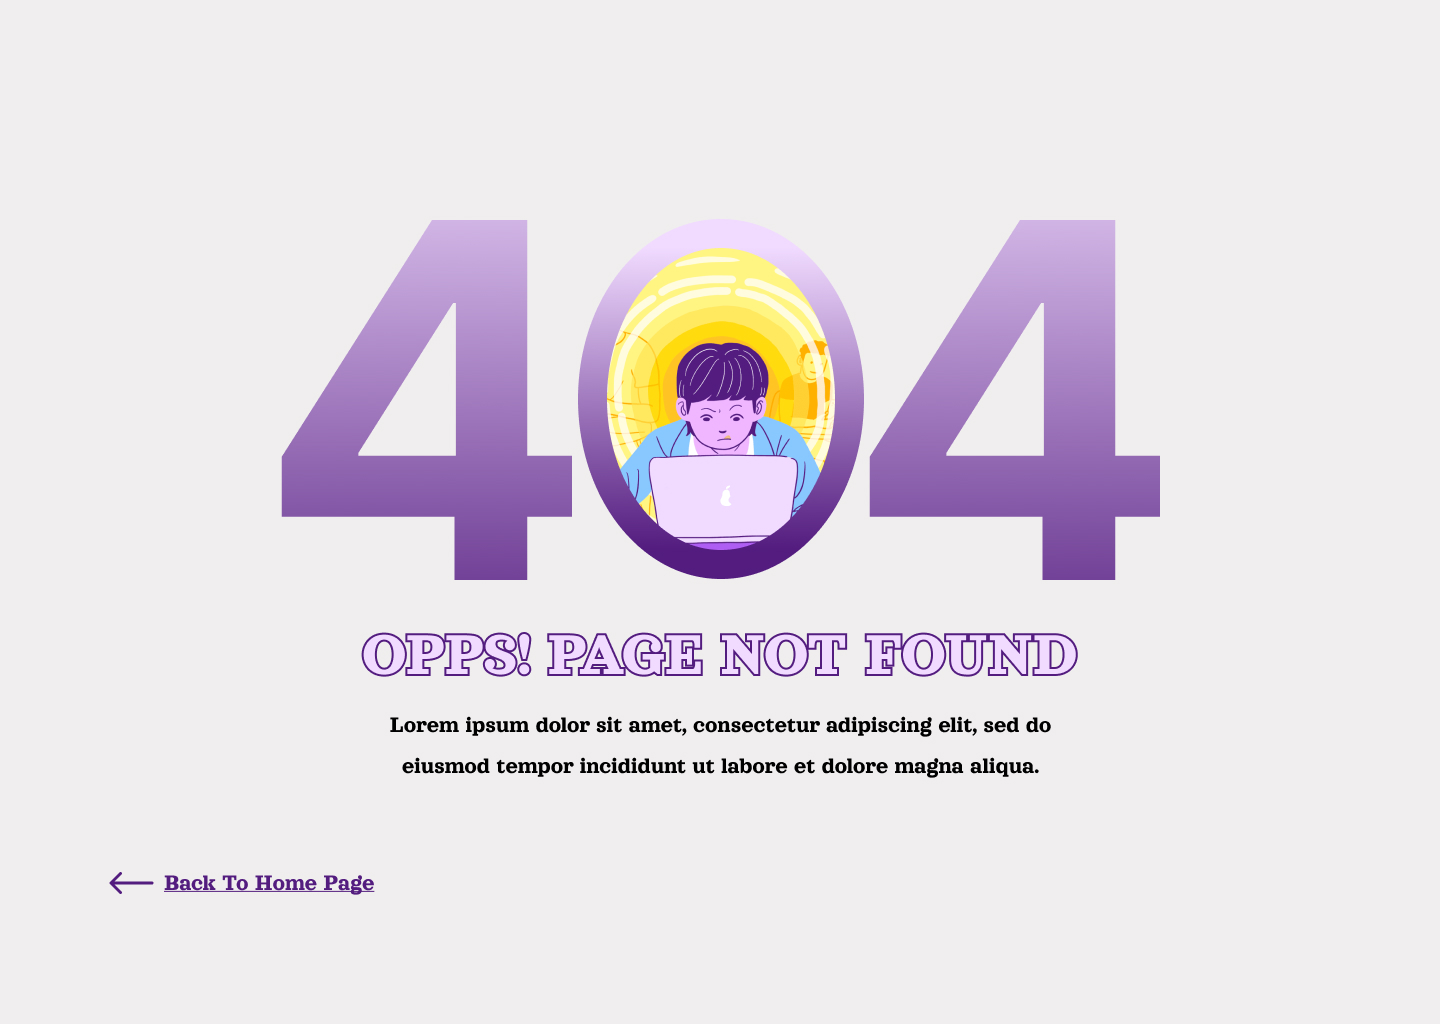 404
OPPS! PAGE NOT FOUND
Lorem ipsum dolor sit amet, consectetur adipiscing elit, sed do
eiusmod tempor incididunt ut labore et dolore magna aliqua.
Back To Home Page